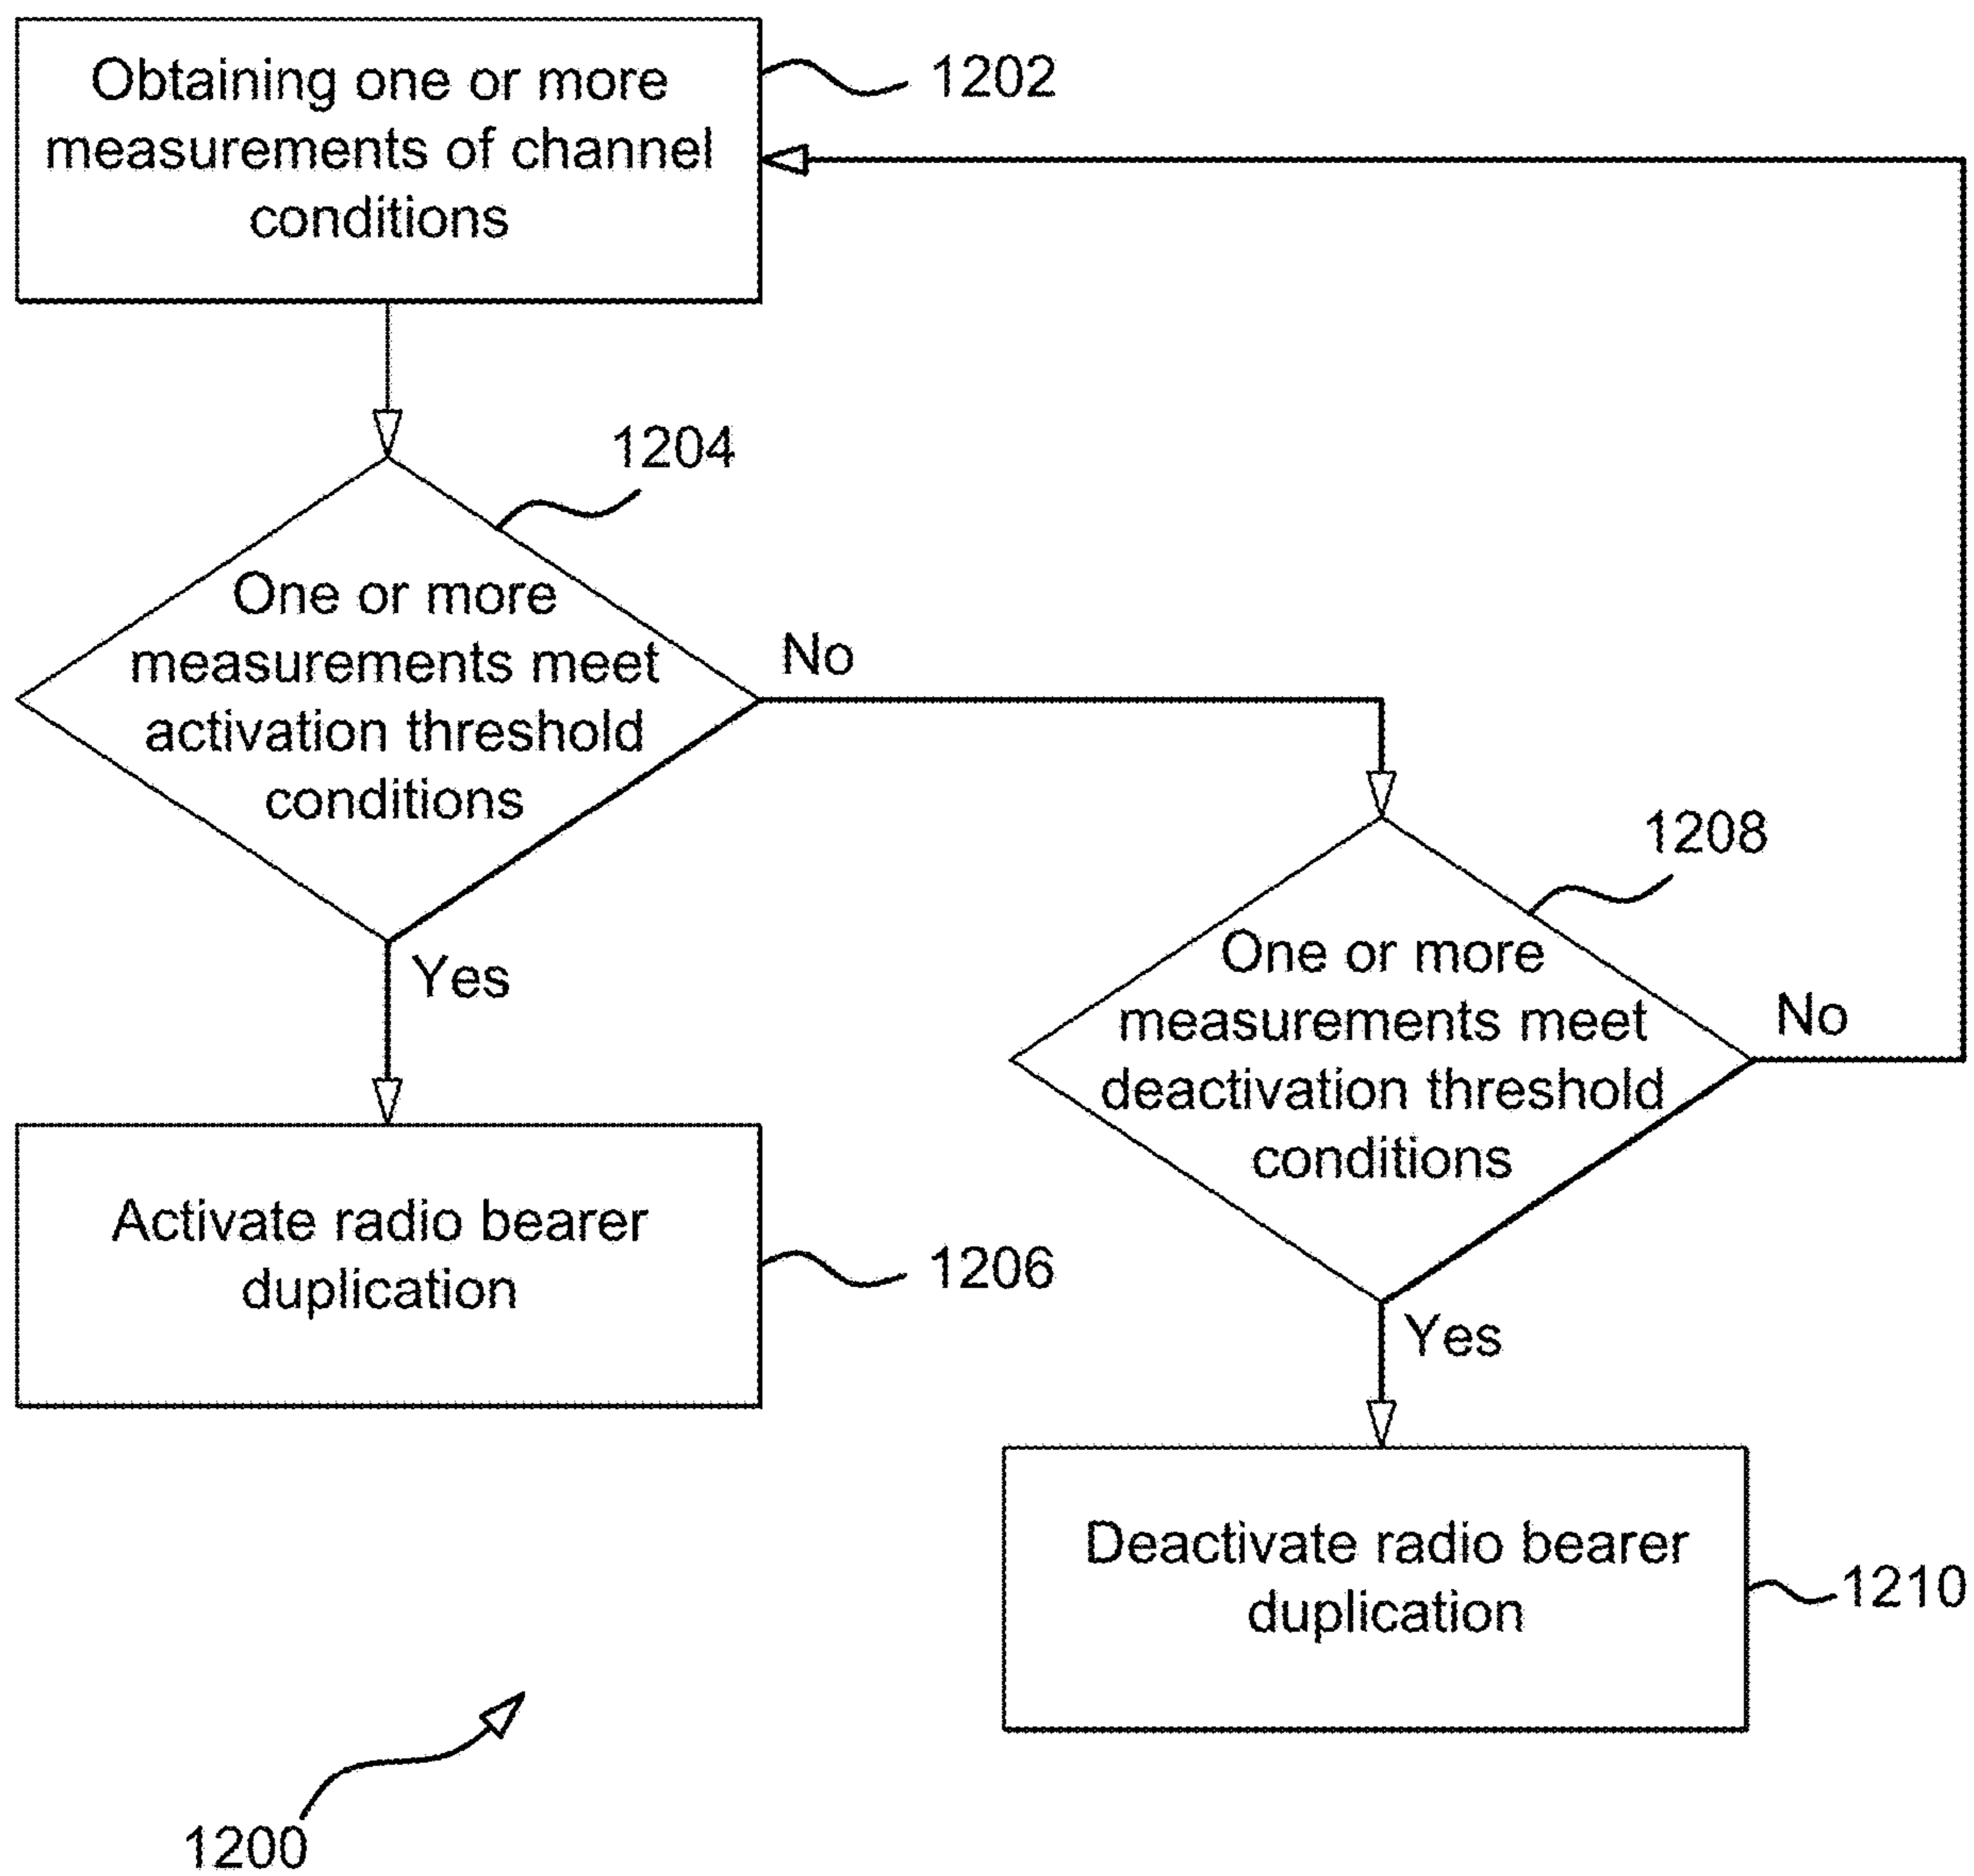 Obtaining one or more
measurements of channel
conditions
1202
1204
One or more
measurements meet
activation threshold
conditions
No
Yes
1208
One or more
measurements meet
deactivation threshold
conditions
No
Yes
Activate radio bearer
duplication
1206
Deactivate radio bearer
duplication
1210
1200